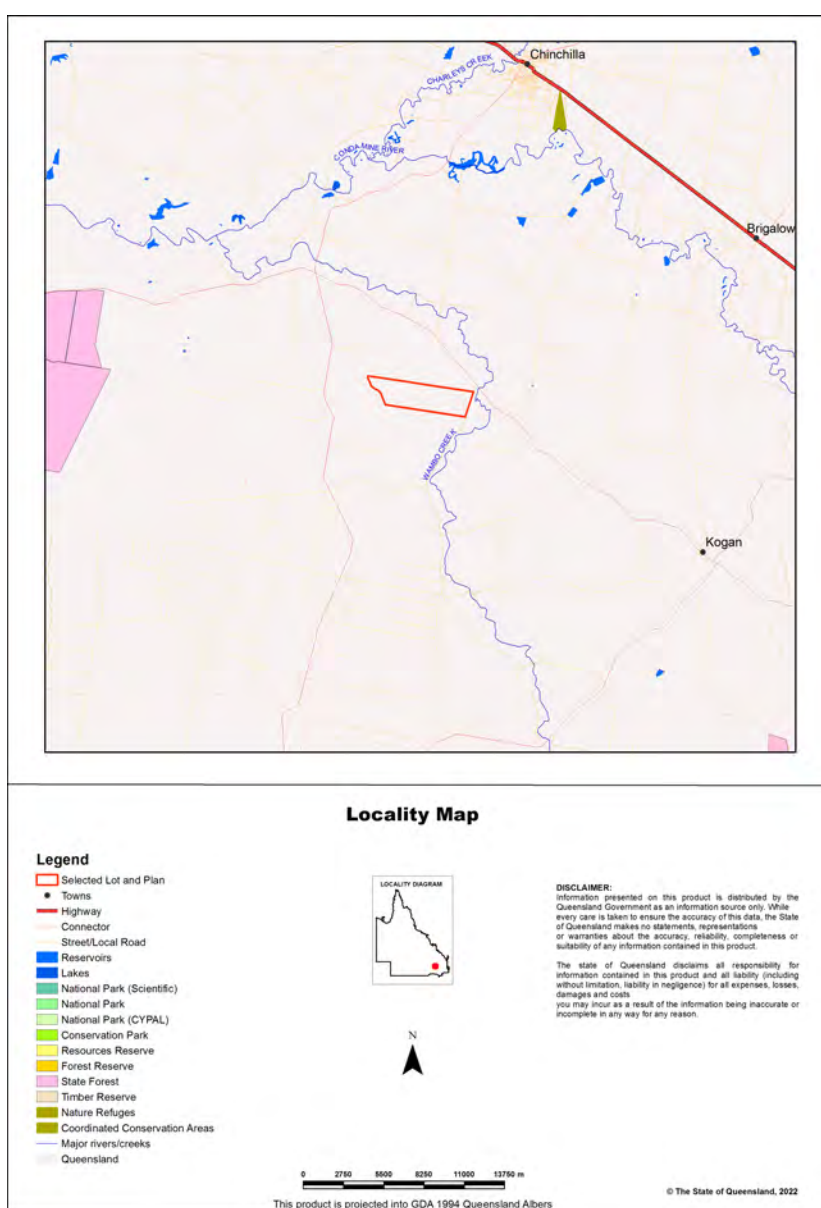 Chinchilla
CHARLEYS CREEK
CONDA MINE RIVER
Brigalow
WAMBO CREEK
Kogan
Locality Map
Legend
Selected Lot and Plan
Towns
Highway
Connector
Street/Local Road
Reservoirs
Lakes
National Park (Scientific)
National Park
National Park (CYPAL)
Conservation Park
Resources Reserve
Forest Reserve
State Forest
Timber Reserve
Nature Refuges
Coordinated Conservation Areas
Major rivers/creeks
Queensland
LOCALITY DIAGRAM
N
DISCLAIMER:
Information presented on this product is distributed by the
Queensland Government as an information source only. While
every care is taken to ensure the accuracy of this data, the State
of Queensland makes no statements, representations
or warranties about the accuracy, reliability, completeness or
suitability of any information contained in this product.
The state of Queensland disclaims all responsibility for
information contained in this product and all liability (including
without limitation, liability in negligence) for all expenses, losses,
damages and costs
you may incur as a result of the information being inaccurate or
incomplete in any way for any reason.
0 2750 5500 8250 11000 13750 m
This product is projected into GDA 1994 Queensland Albers
© The State of Queensland, 2022